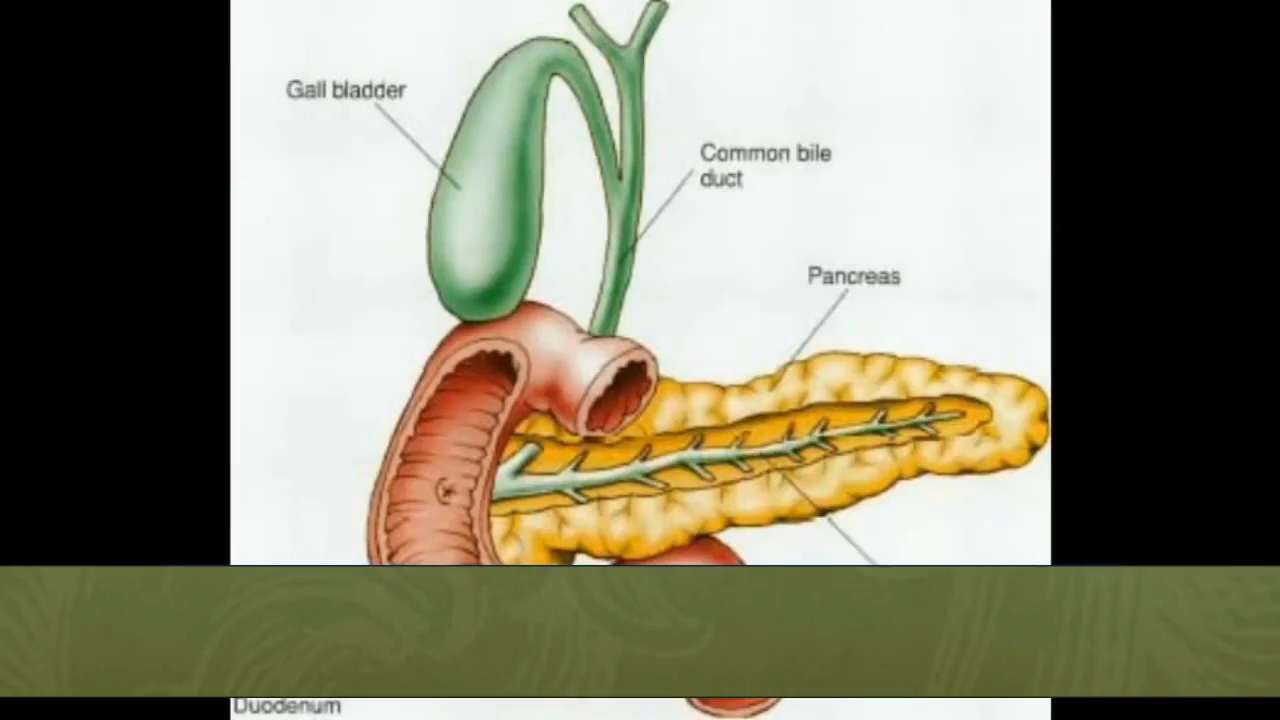 Gall bladder
Common bile
duct
Pancreas
Duodenum